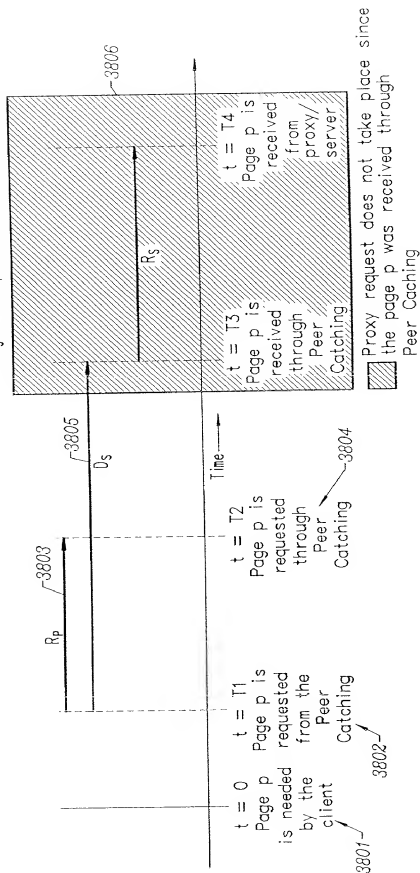 3806
3805
3803
Rp
Ds
Rs
Time
t = 0
Page p
is needed
by the
client
3801
t = T1
Page p is
requested
from the
Peer
Catching
3802
t = T2
Page p is
requested
through
Peer
Catching
3804
t = T3
Page p is
received
through
Peer
Catching
t = T4
Page p is
received
from
proxy/
server
Proxy request does not take place since
the page p was received through
Peer Caching